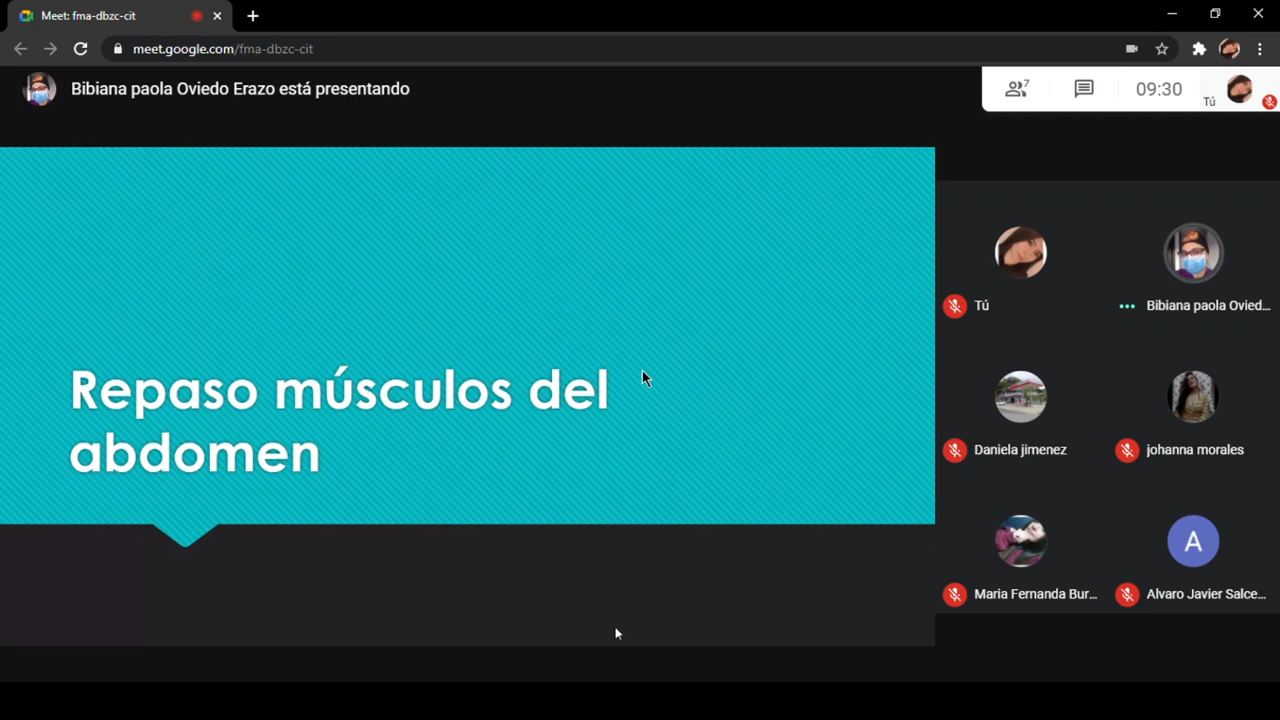 Meet: fma-dbzc-cit
meet.google.com/fma-dbzc-cit
Bibiana paola Oviedo Erazo está presentando
7
09:30
Tú
Repaso músculos del
abdomen
Tú
Bibiana paola Ovied...
Daniela jimenez
johanna morales
Maria Fernanda Bur...
A
Alvaro Javier Salce...